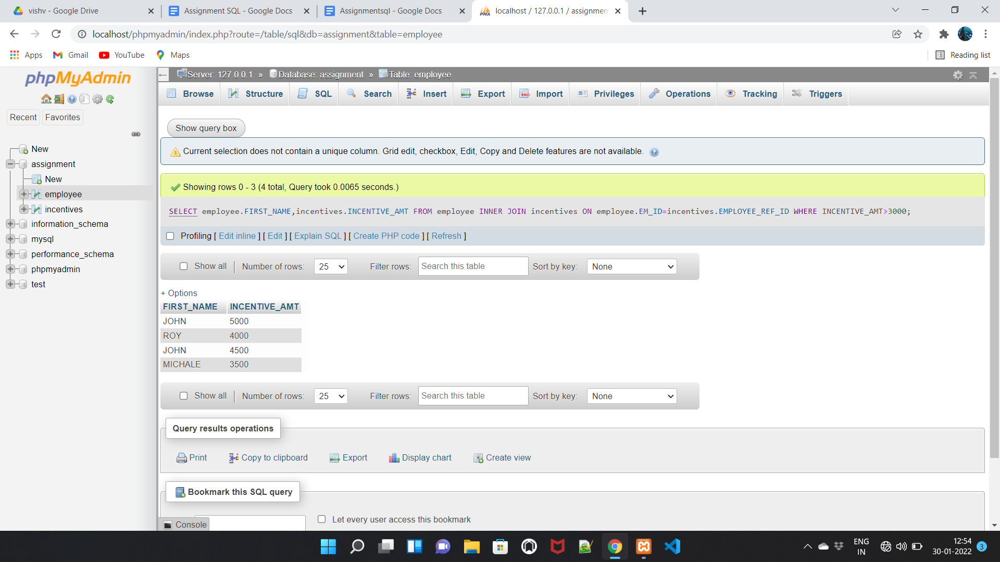 vishv - Google Drive
Assignment SQL - Google Docs
Assignmentsql - Google Docs
localhost / 127.0.0.1 / assignment
localhost/phpmyadmin/index.php?route=/table/sql&db=assignment&table=employee
Apps Gmail YouTube Maps Reading list
phpMyAdmin
Recent Favorites
New
assignment
New
employee
incentives
information_schema
mysql
performance_schema
phpmyadmin
test
Server: 127.0.0.1 » Database: assignment » Table: employee
Browse Structure SQL Search Insert Export Import Privileges Operations Tracking Triggers
Show query box
Current selection does not contain a unique column. Grid edit, checkbox, Edit, Copy and Delete features are not available.
Showing rows 0 - 3 (4 total, Query took 0.0065 seconds.)
SELECT employee.FIRST_NAME,incentives.INCENTIVE_AMT FROM employee INNER JOIN incentives ON employee.EM_ID=incentives.EMPLOYEE_REF_ID WHERE INCENTIVE_AMT>3000;
Profiling [ Edit inline ] [ Edit ] [ Explain SQL ] [ Create PHP code ] [ Refresh ]
Show all Number of rows: 25 Filter rows: Search this table Sort by key: None
+ Options
FIRST_NAME INCENTIVE_AMT
JOHN 5000
ROY 4000
JOHN 4500
MICHALE 3500
Show all Number of rows: 25 Filter rows: Search this table Sort by key: None
Query results operations
Print Copy to clipboard Export Display chart Create view
Bookmark this SQL query
Let every user access this bookmark
Console
ENG
IN
12:54
30-01-2022
3